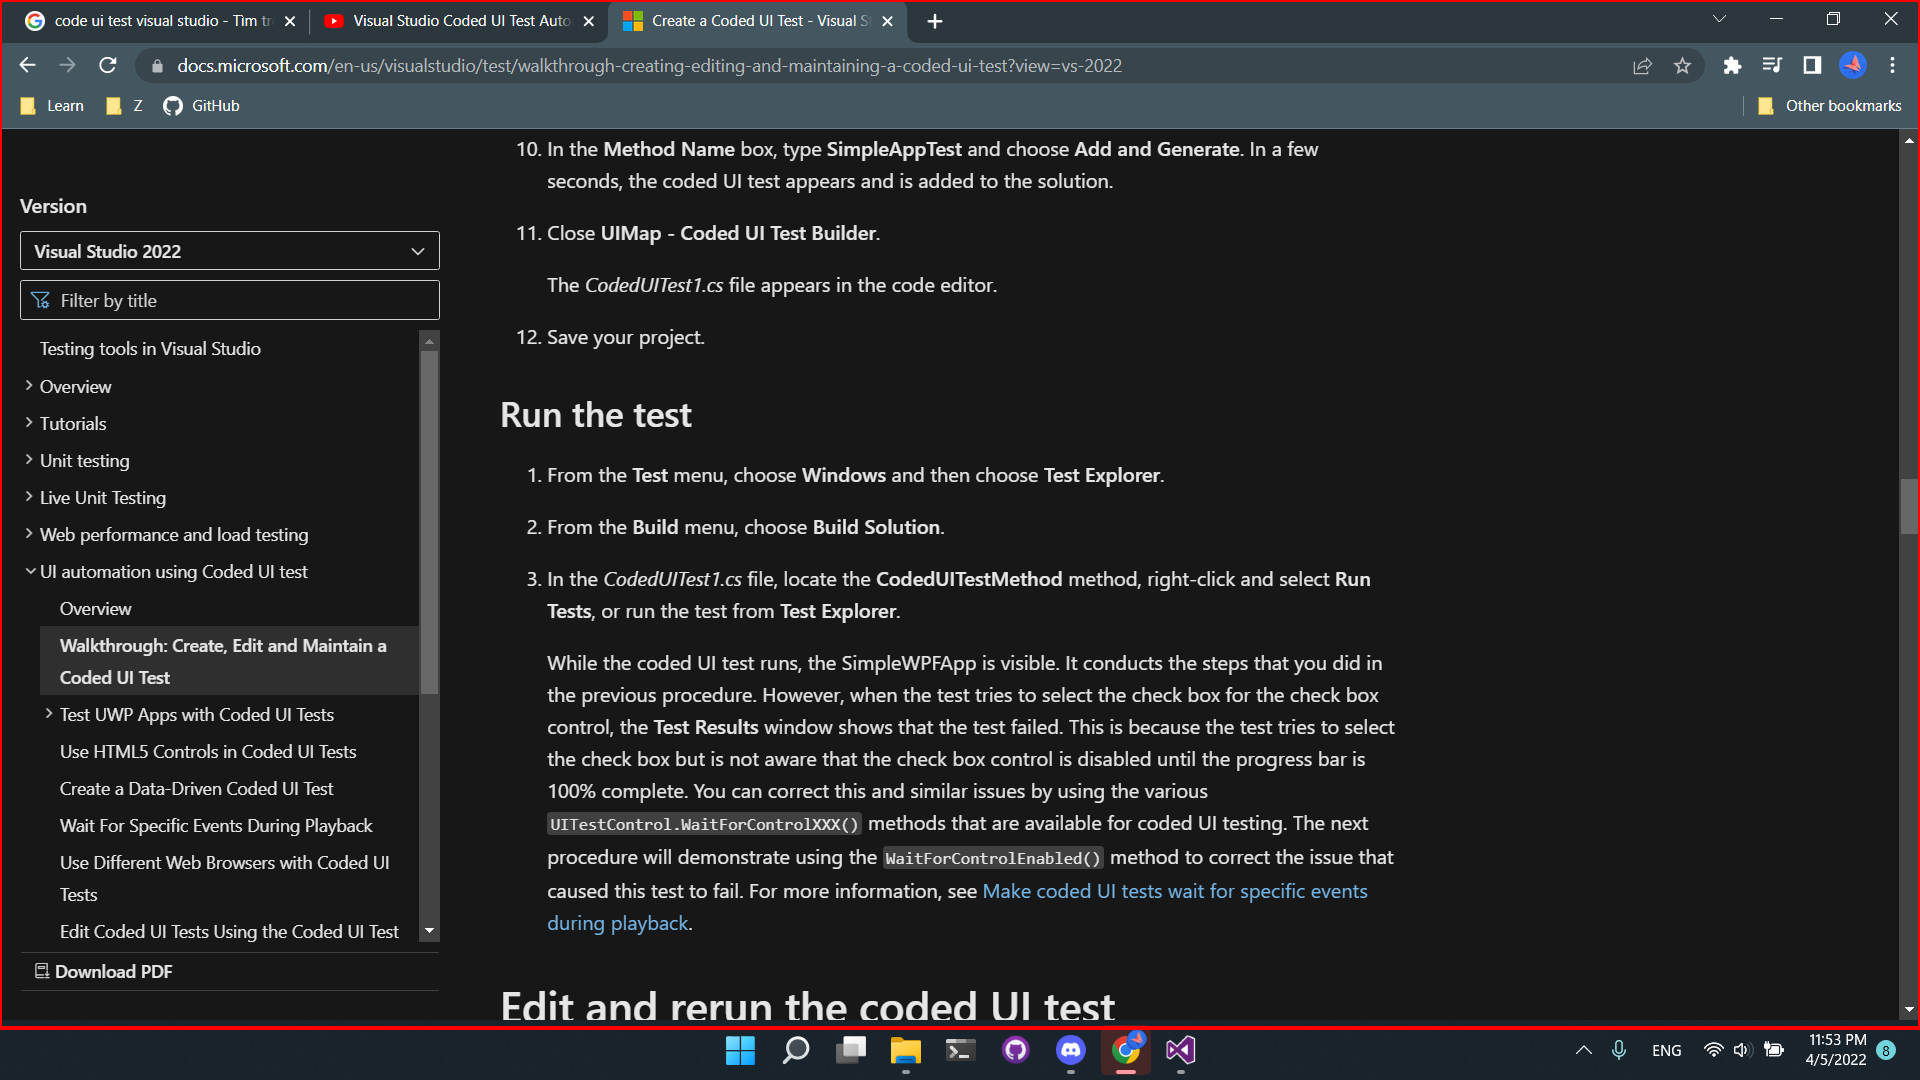 code ui test visual studio - Tìm tr
Visual Studio Coded UI Test Auto
Create a Coded UI Test - Visual S
docs.microsoft.com/en-us/visualstudio/test/walkthrough-creating-editing-and-maintaining-a-coded-ui-test?view=vs-2022
Learn
Z
GitHub
Other bookmarks
Version
Visual Studio 2022
Filter by title
Testing tools in Visual Studio
Overview
Tutorials
Unit testing
Live Unit Testing
Web performance and load testing
UI automation using Coded UI test
Overview
Walkthrough: Create, Edit and Maintain a
Coded UI Test
Test UWP Apps with Coded UI Tests
Use HTML5 Controls in Coded UI Tests
Create a Data-Driven Coded UI Test
Wait For Specific Events During Playback
Use Different Web Browsers with Coded UI
Tests
Edit Coded UI Tests Using the Coded UI Test
Download PDF
10. In the Method Name box, type SimpleAppTest and choose Add and Generate. In a few
seconds, the coded UI test appears and is added to the solution.
11. Close UIMap - Coded UI Test Builder.
The CodedUITest1.cs file appears in the code editor.
12. Save your project.
Run the test
1. From the Test menu, choose Windows and then choose Test Explorer.
2. From the Build menu, choose Build Solution.
3. In the CodedUITest1.cs file, locate the CodedUITestMethod method, right-click and select Run
Tests, or run the test from Test Explorer.
While the coded UI test runs, the SimpleWPFApp is visible. It conducts the steps that you did in
the previous procedure. However, when the test tries to select the check box for the check box
control, the Test Results window shows that the test failed. This is because the test tries to select
the check box but is not aware that the check box control is disabled until the progress bar is
100% complete. You can correct this and similar issues by using the various
UITestControl.WaitForControlXXX() methods that are available for coded UI testing. The next
procedure will demonstrate using the WaitForControlEnabled() method to correct the issue that
caused this test to fail. For more information, see Make coded UI tests wait for specific events
during playback.
Edit and rerun the coded UI test
ENG
11:53 PM
4/5/2022
8